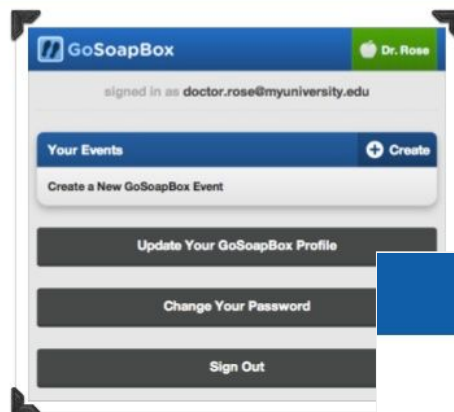 GoSoapBox
Dr. Rose
signed in as doctor.rose@myuniversity.edu
Your Events
Create
Create a New GoSoapBox Event
Update Your GoSoapBox Profile
Change Your Password
Sign Out